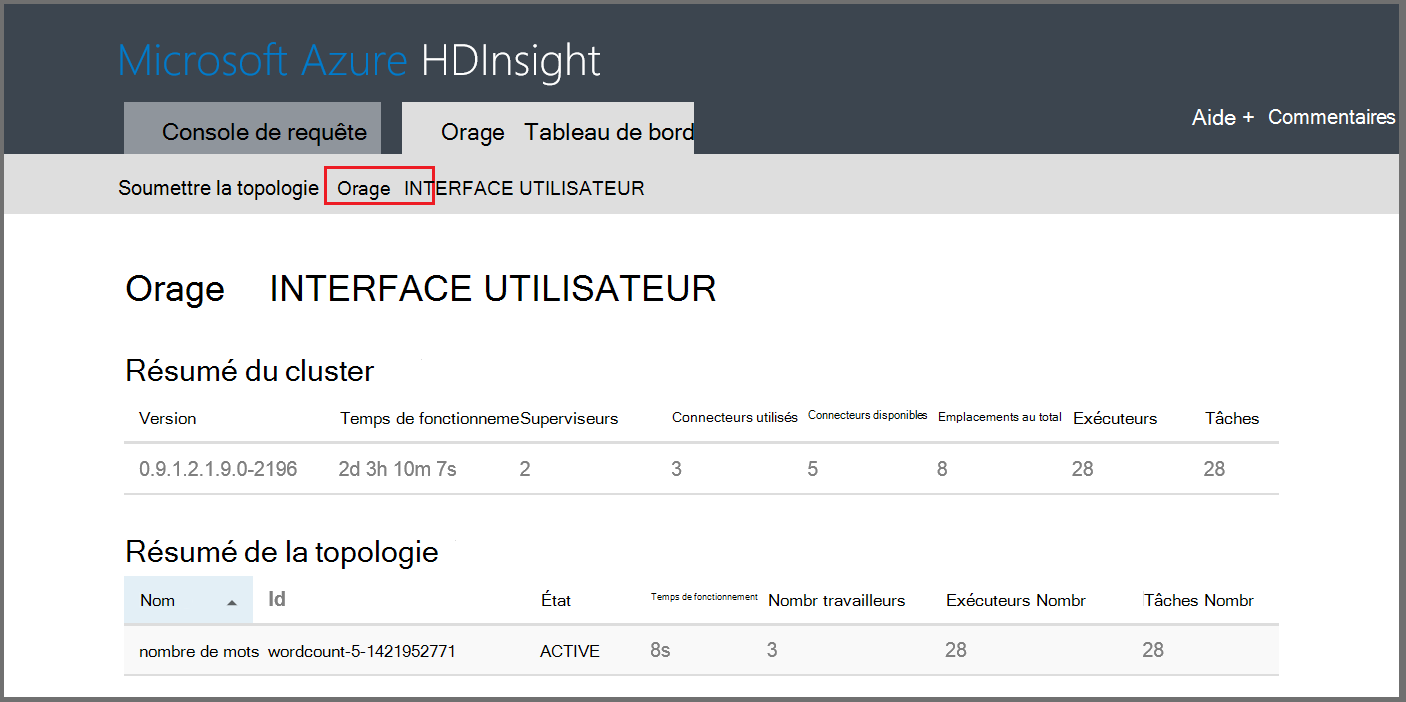 Microsoft Azure HDInsight
Console de requête Orage Tableau de bord Aide + Commentaires
Soumettre la topologie Orage INTERFACE UTILISATEUR
Orage INTERFACE UTILISATEUR
Résumé du cluster
Version Temps de fonctionneme Superviseurs Connecteurs utilisés Connecteurs disponibles Emplacements au total Exécuteurs Tâches
0.9.1.2.1.9.0-2196 2d 3h 10m 7s 2 3 5 8 28 28
Résumé de la topologie
Nom Id État Temps de fonctionnement Nombr travailleurs Exécuteurs Nombr Tâches Nombr
nombre de mots wordcount-5-1421952771 ACTIVE 8s 3 28 28